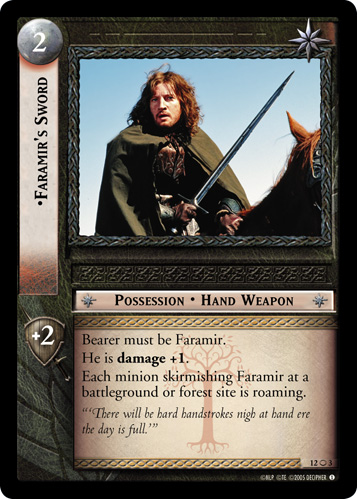 2
•Faramir's Sword
Possession • Hand Weapon
+2
Bearer must be Faramir.
He is damage +1.
Each minion skirmishing Faramir at a
battleground or forest site is roaming.
"'There will be hard handstrokes nigh at hand ere
the day is full.'"
12 O 3
©NLP ©TE ©2005 DECIPHER